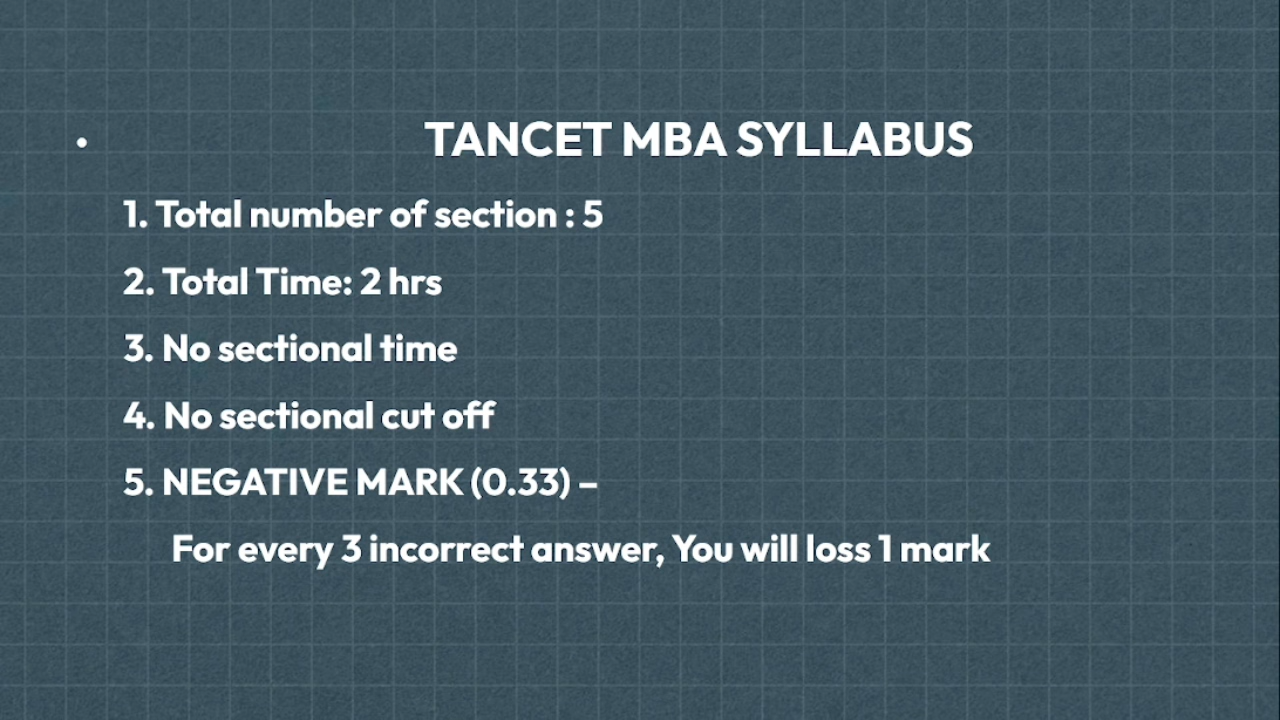 • TANCET MBA SYLLABUS
1. Total number of section : 5
2. Total Time: 2 hrs
3. No sectional time
4. No sectional cut off
5. NEGATIVE MARK (0.33) –
For every 3 incorrect answer, You will loss 1 mark